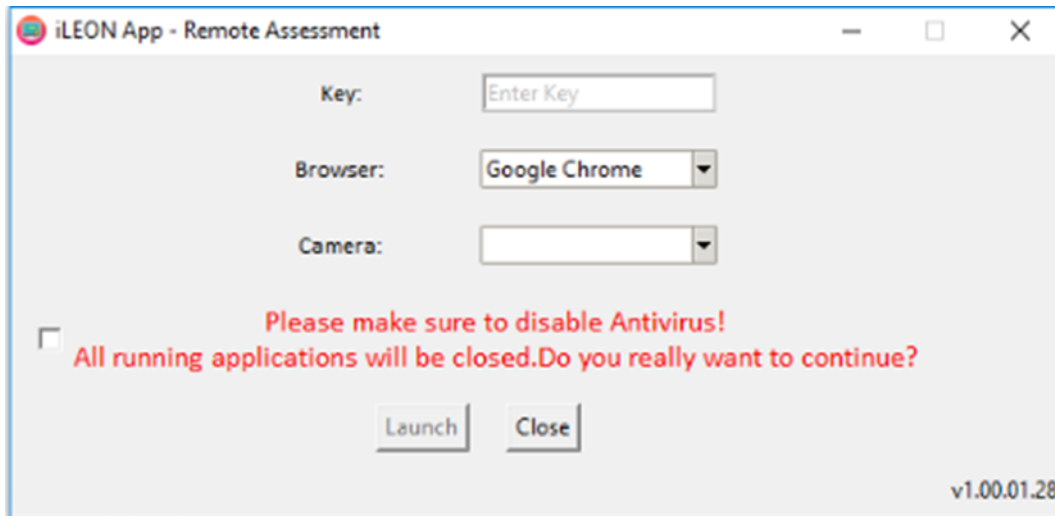 iLEON App - Remote Assessment
Key:
Enter Key
Browser:
Google Chrome
Camera:
Please make sure to disable Antivirus!
All running applications will be closed.Do you really want to continue?
Launch
Close
v1.00.01.28